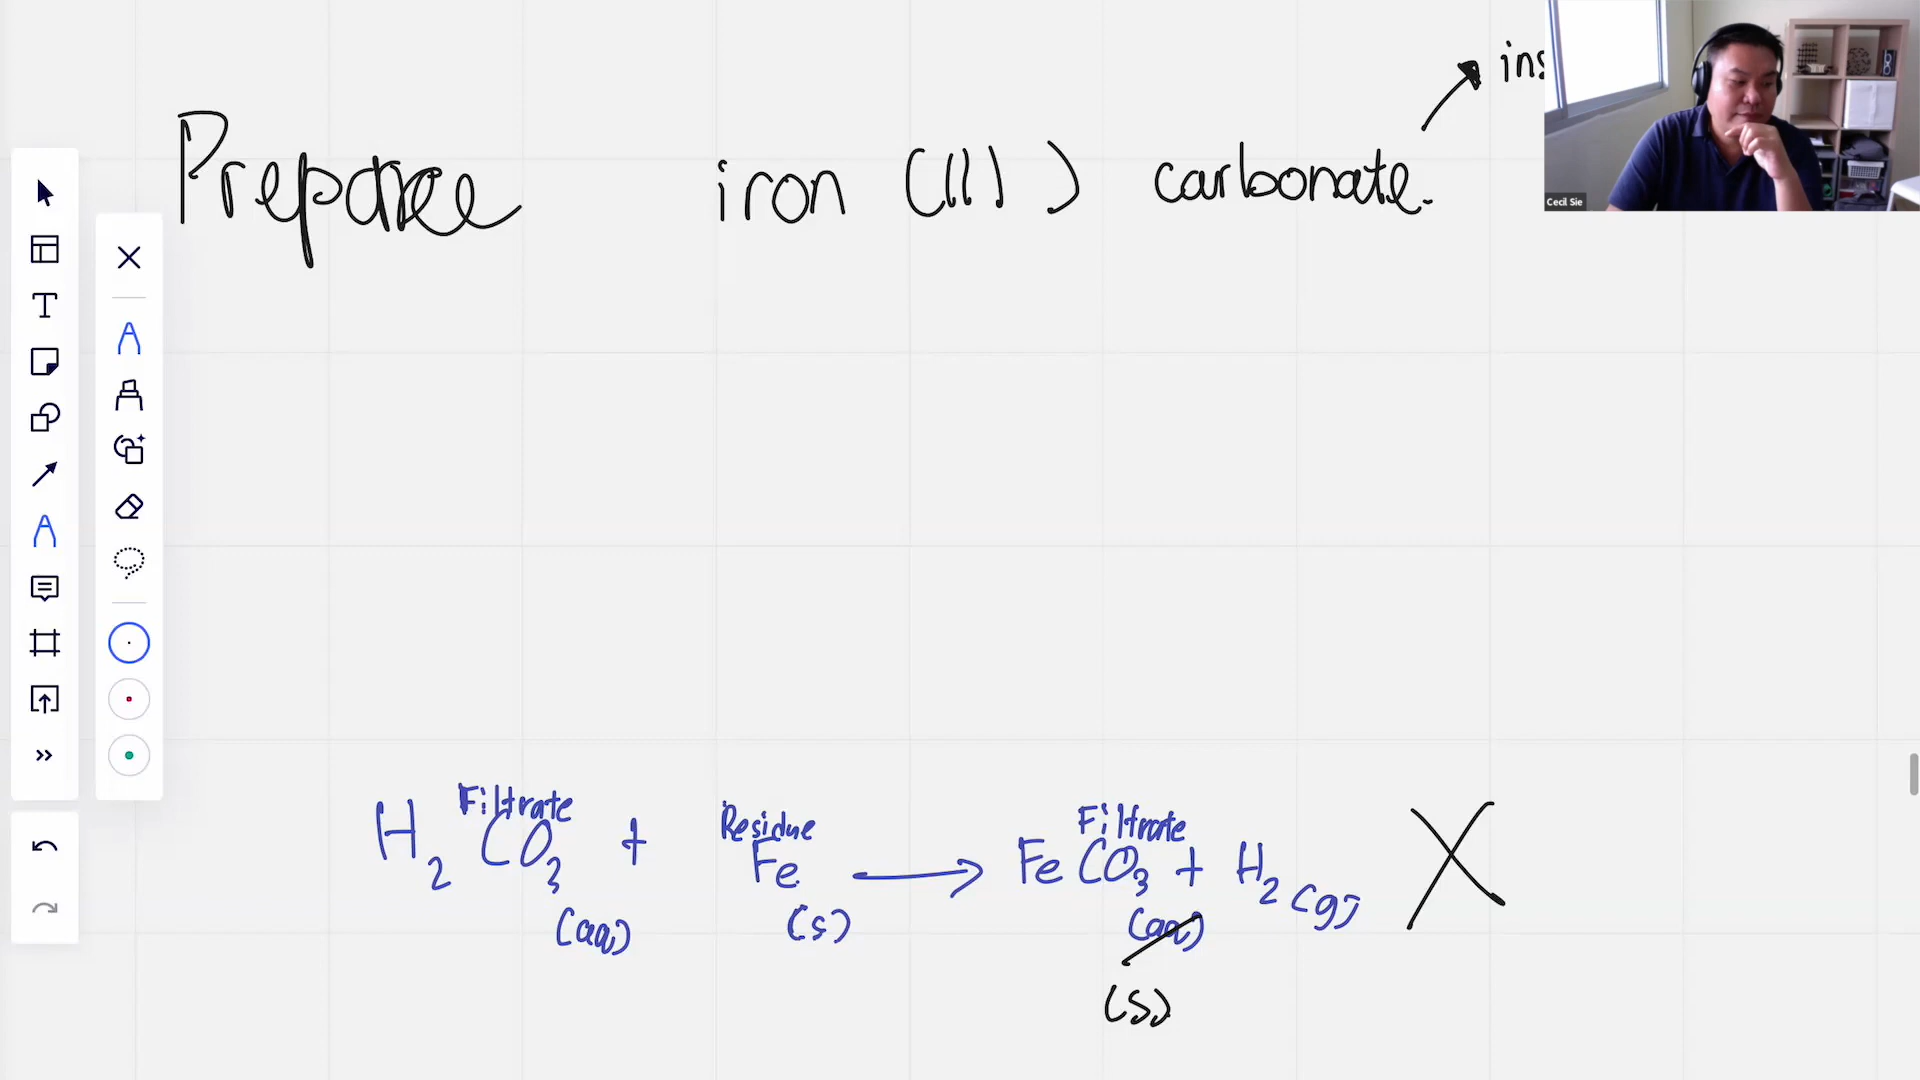 ins
Prepare iron (II) carbonate.
Cecil Sie
Filtrate Residue Filtrate
H2CO3 + Fe → FeCO3 + H2(g) X
(aq) (s) (aq)
(s)